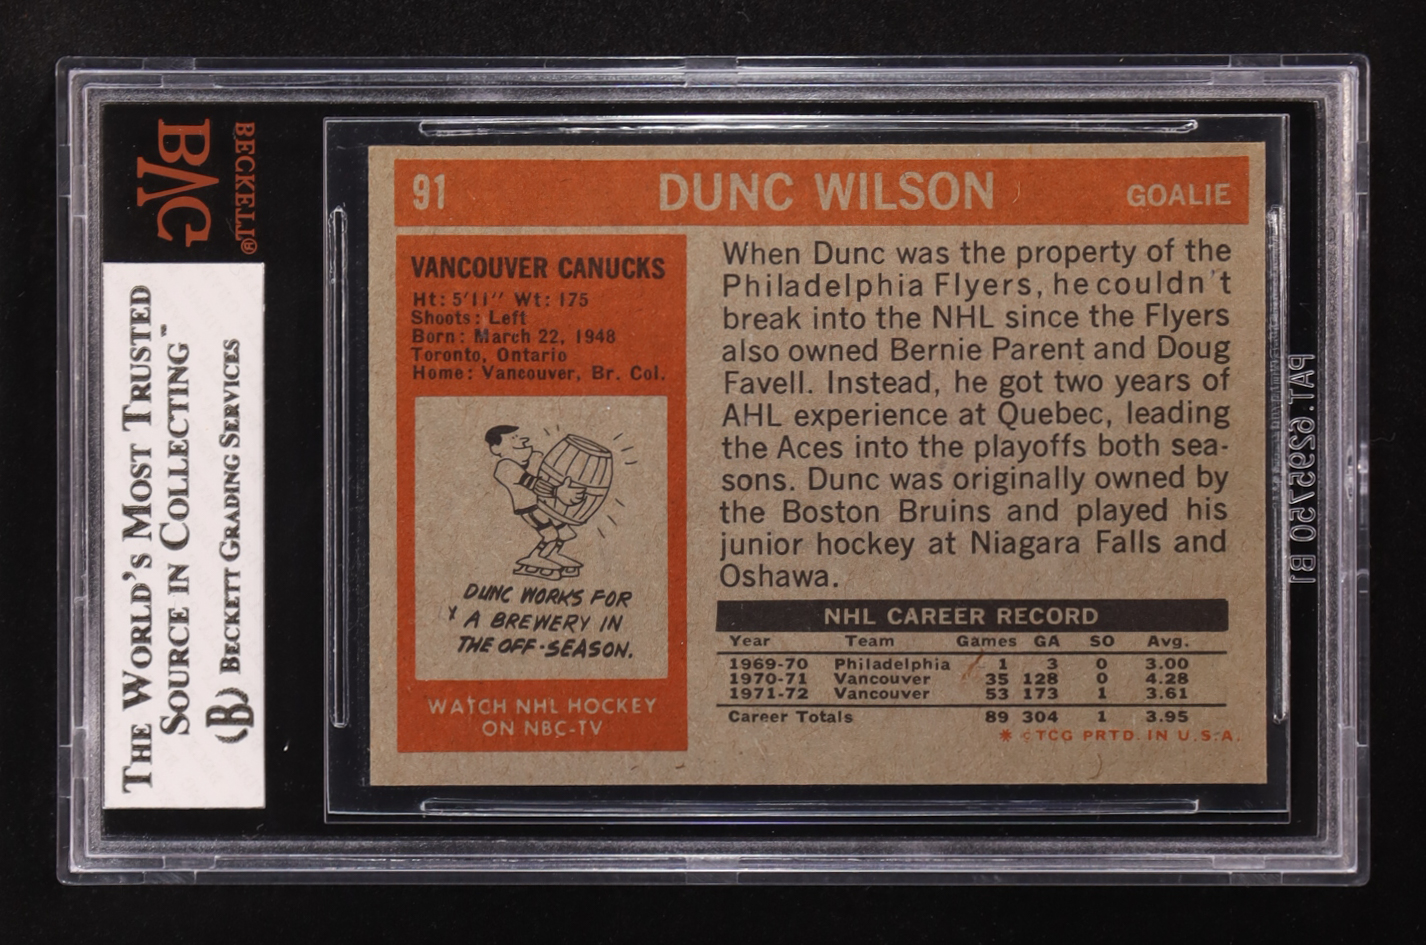 BVG
BECKETT®
THE WORLD'S MOST TRUSTED
SOURCE IN COLLECTING™
B BECKETT GRADING SERVICES
91 DUNC WILSON GOALIE
VANCOUVER CANUCKS
Ht: 5'11'' Wt: 175
Shoots: Left
Born: March 22, 1948
Toronto, Ontario
Home: Vancouver, Br. Col.
DUNC WORKS FOR
A BREWERY IN
THE OFF-SEASON.
WATCH NHL HOCKEY
ON NBC-TV
When Dunc was the property of the
Philadelphia Flyers, he couldn't
break into the NHL since the Flyers
also owned Bernie Parent and Doug
Favell. Instead, he got two years of
AHL experience at Quebec, leading
the Aces into the playoffs both sea-
sons. Dunc was originally owned by
the Boston Bruins and played his
junior hockey at Niagara Falls and
Oshawa.
NHL CAREER RECORD
Year Team Games GA SO Avg.
1969-70 Philadelphia 1 3 0 3.00
1970-71 Vancouver 35 128 0 4.28
1971-72 Vancouver 53 173 1 3.61
Career Totals 89 304 1 3.95
* ©TCG PRTD. IN U.S.A.
PAT.6295750 B1